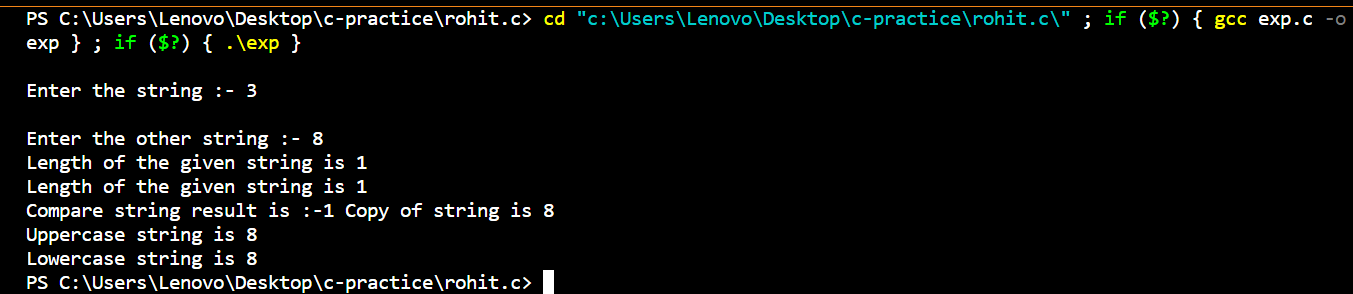 PS C:\Users\Lenovo\Desktop\c-practice\rohit.c> cd "c:\Users\Lenovo\Desktop\c-practice\rohit.c\" ; if ($?) { gcc exp.c -o
exp } ; if ($?) { .\exp }
Enter the string :- 3
Enter the other string :- 8
Length of the given string is 1
Length of the given string is 1
Compare string result is :-1 Copy of string is 8
Uppercase string is 8
Lowercase string is 8
PS C:\Users\Lenovo\Desktop\c-practice\rohit.c>